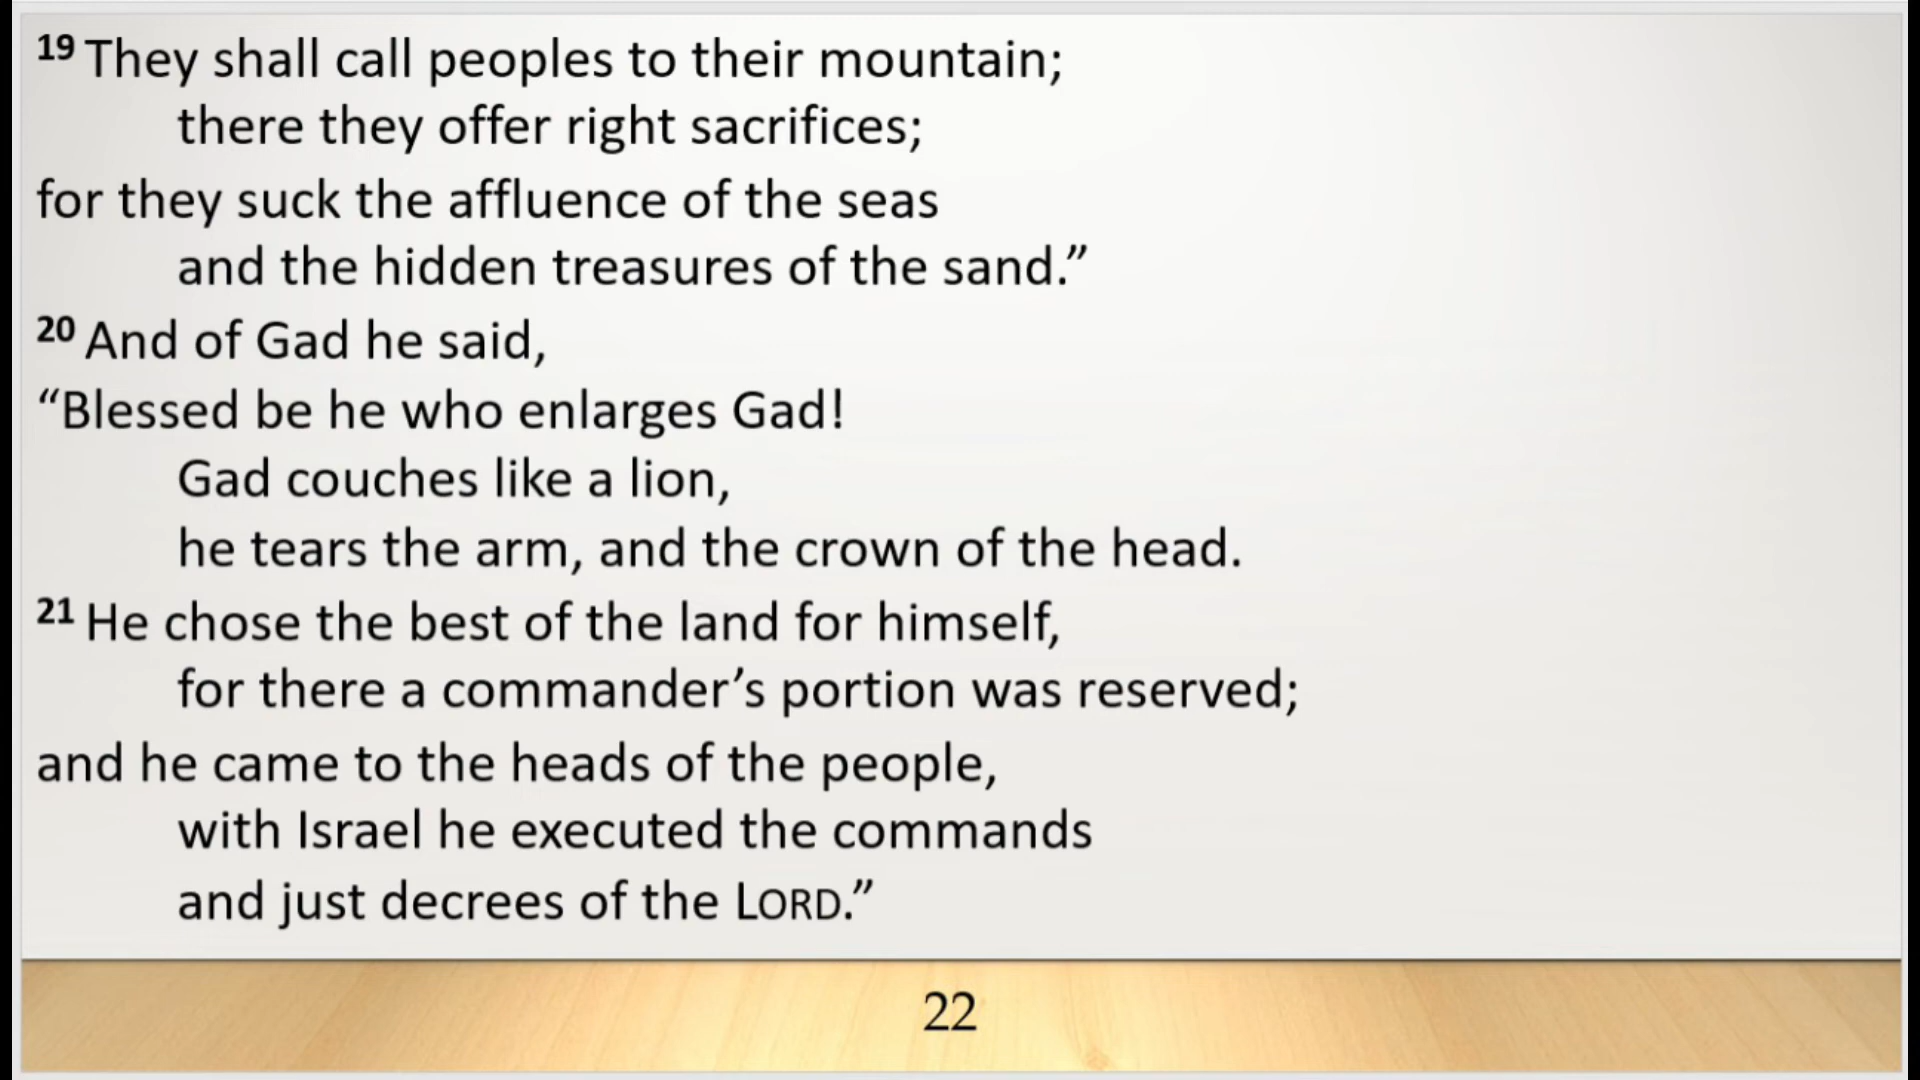 19 They shall call peoples to their mountain;
there they offer right sacrifices;
for they suck the affluence of the seas
and the hidden treasures of the sand.”
20 And of Gad he said,
“Blessed be he who enlarges Gad!
Gad couches like a lion,
he tears the arm, and the crown of the head.
21 He chose the best of the land for himself,
for there a commander’s portion was reserved;
and he came to the heads of the people,
with Israel he executed the commands
and just decrees of the LORD.”
22